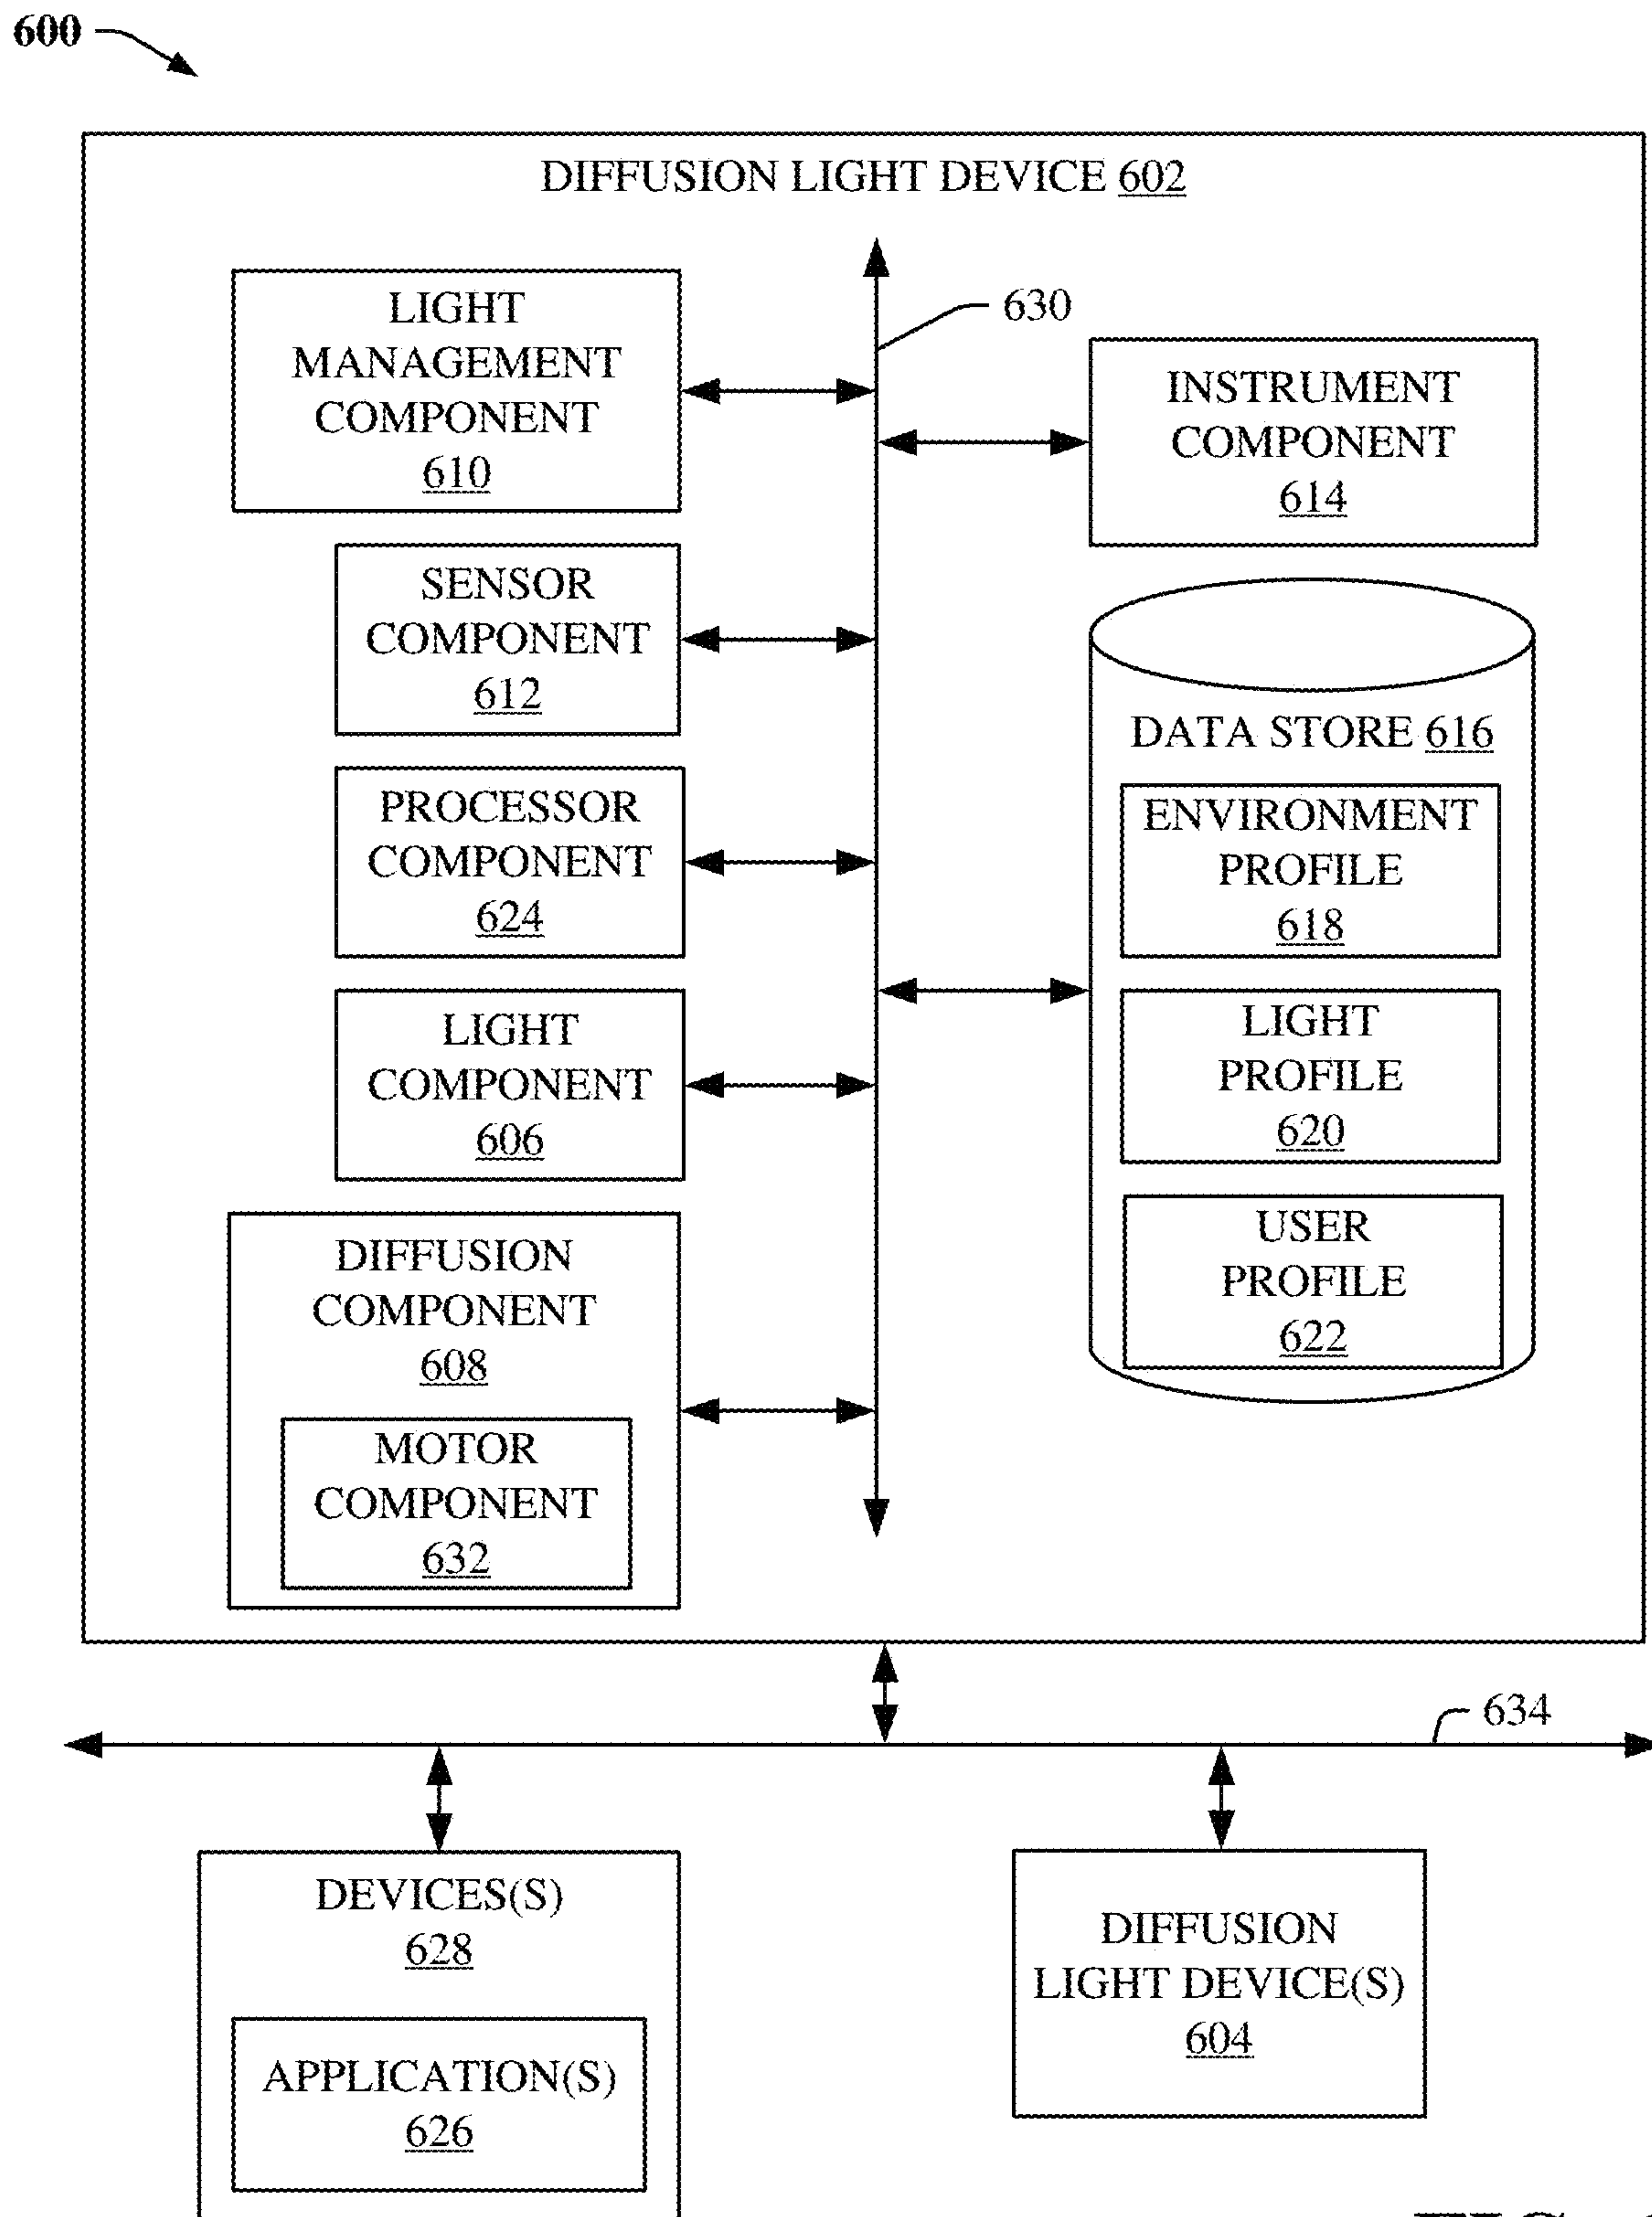 600
DIFFUSION LIGHT DEVICE 602
630
LIGHT
MANAGEMENT
COMPONENT
610
INSTRUMENT
COMPONENT
614
SENSOR
COMPONENT
612
DATA STORE 616
PROCESSOR
COMPONENT
624
ENVIRONMENT
PROFILE
618
LIGHT
COMPONENT
606
LIGHT
PROFILE
620
DIFFUSION
COMPONENT
608
USER
PROFILE
622
MOTOR
COMPONENT
632
634
DEVICES(S)
628
APPLICATION(S)
626
DIFFUSION
LIGHT DEVICE(S)
604